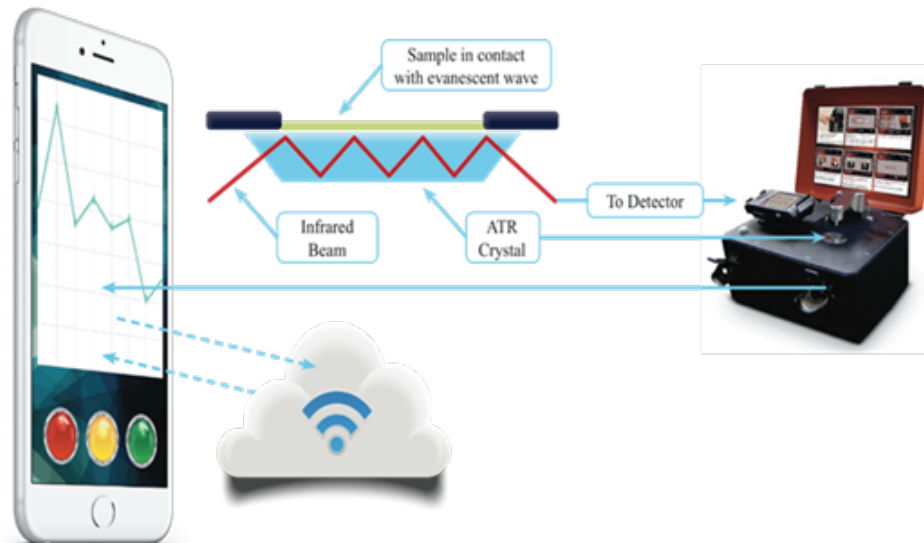 Sample in contact
with evanescent wave
Infrared
Beam
ATR
Crystal
To Detector